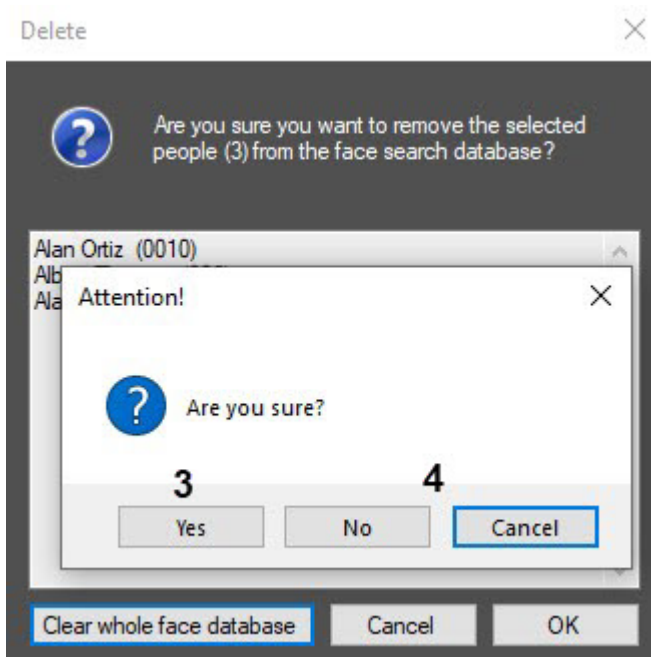 Delete
Are you sure you want to remove the selected
people (3) from the face search database?
Alan Ortiz (0010)
Attention!
Are you sure?
3
4
Yes
No
Cancel
Clear whole face database
Cancel
OK